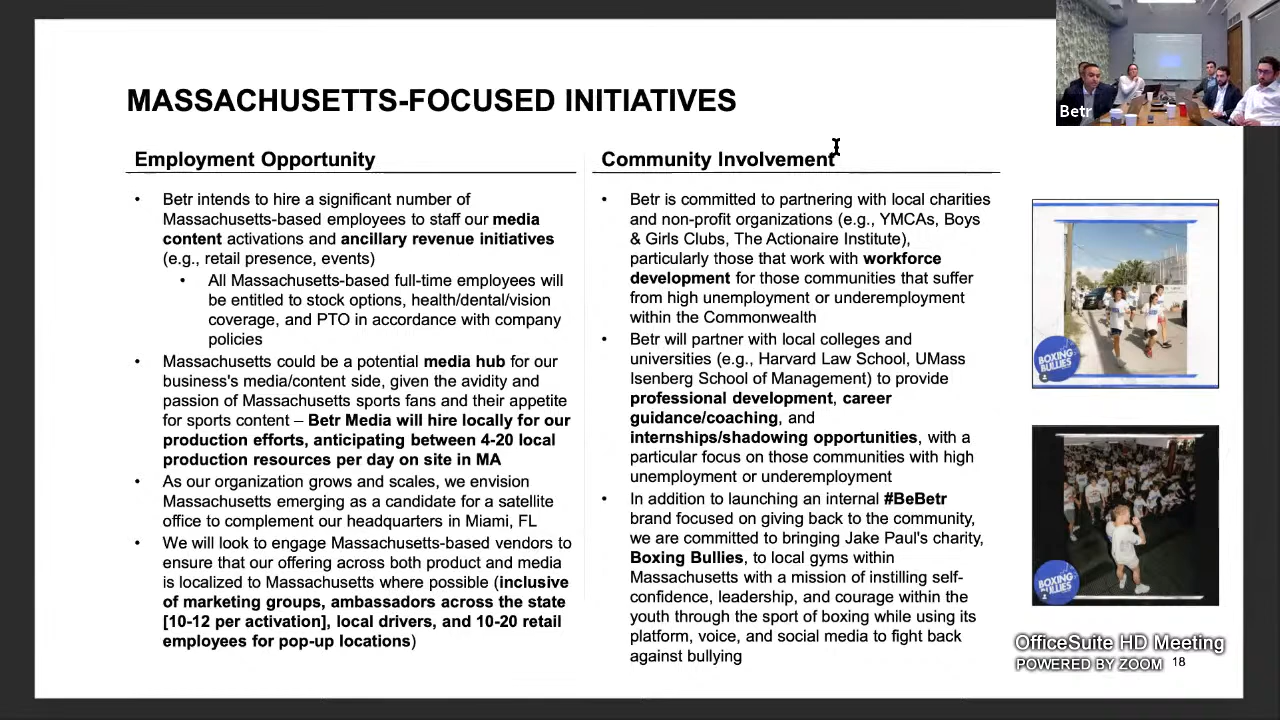 Betr
MASSACHUSETTS-FOCUSED INITIATIVES
Employment Opportunity
• Betr intends to hire a significant number of
Massachusetts-based employees to staff our media
content activations and ancillary revenue initiatives
(e.g., retail presence, events)
• All Massachusetts-based full-time employees will
be entitled to stock options, health/dental/vision
coverage, and PTO in accordance with company
policies
• Massachusetts could be a potential media hub for our
business's media/content side, given the avidity and
passion of Massachusetts sports fans and their appetite
for sports content – Betr Media will hire locally for our
production efforts, anticipating between 4-20 local
production resources per day on site in MA
• As our organization grows and scales, we envision
Massachusetts emerging as a candidate for a satellite
office to complement our headquarters in Miami, FL
• We will look to engage Massachusetts-based vendors to
ensure that our offering across both product and media
is localized to Massachusetts where possible (inclusive
of marketing groups, ambassadors across the state
[10-12 per activation], local drivers, and 10-20 retail
employees for pop-up locations)
Community Involvement
• Betr is committed to partnering with local charities
and non-profit organizations (e.g., YMCAs, Boys
& Girls Clubs, The Actionaire Institute),
particularly those that work with workforce
development for those communities that suffer
from high unemployment or underemployment
within the Commonwealth
• Betr will partner with local colleges and
universities (e.g., Harvard Law School, UMass
Isenberg School of Management) to provide
professional development, career
guidance/coaching, and
internships/shadowing opportunities, with a
particular focus on those communities with high
unemployment or underemployment
• In addition to launching an internal #BeBetr
brand focused on giving back to the community,
we are committed to bringing Jake Paul's charity,
Boxing Bullies, to local gyms within
Massachusetts with a mission of instilling self-
confidence, leadership, and courage within the
youth through the sport of boxing while using its
platform, voice, and social media to fight back
against bullying
BOXING
BULLIES
BOXING
BULLIES
OfficeSuite HD Meeting
POWERED BY ZOOM
18